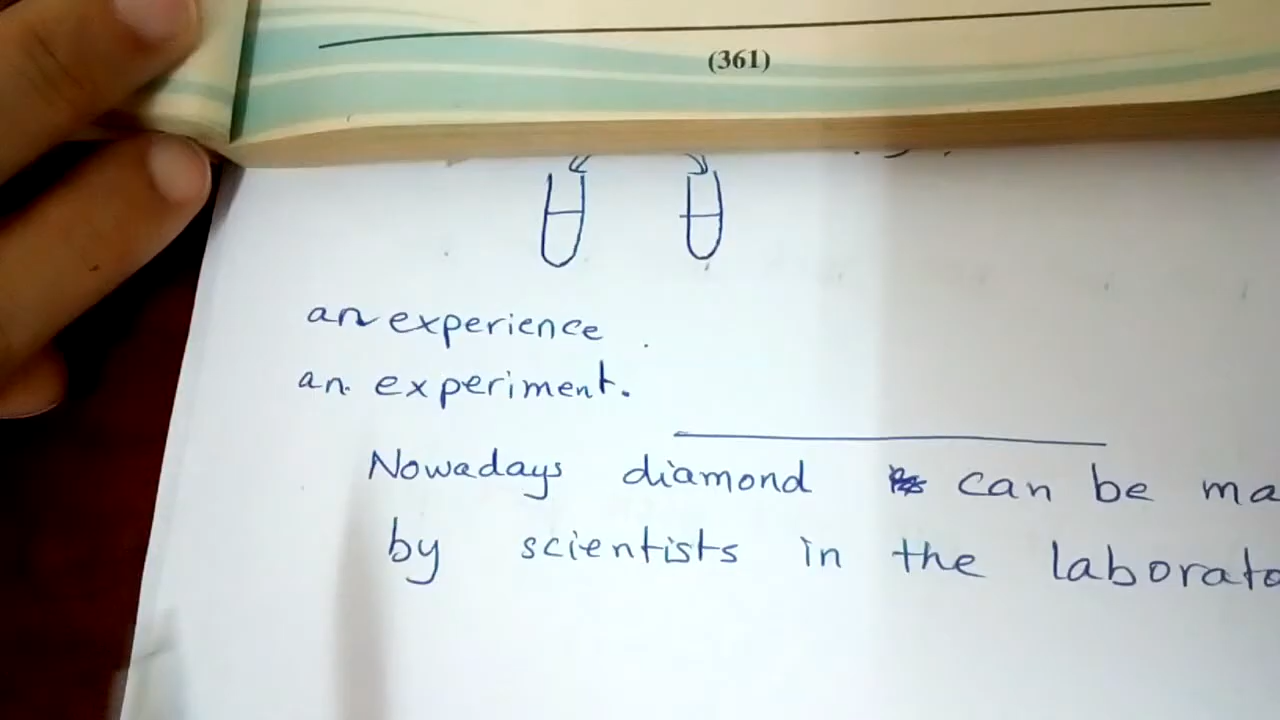 (361)
an experience.
an. experiment.
Nowadays diamond can be ma
by scientists in the laborato